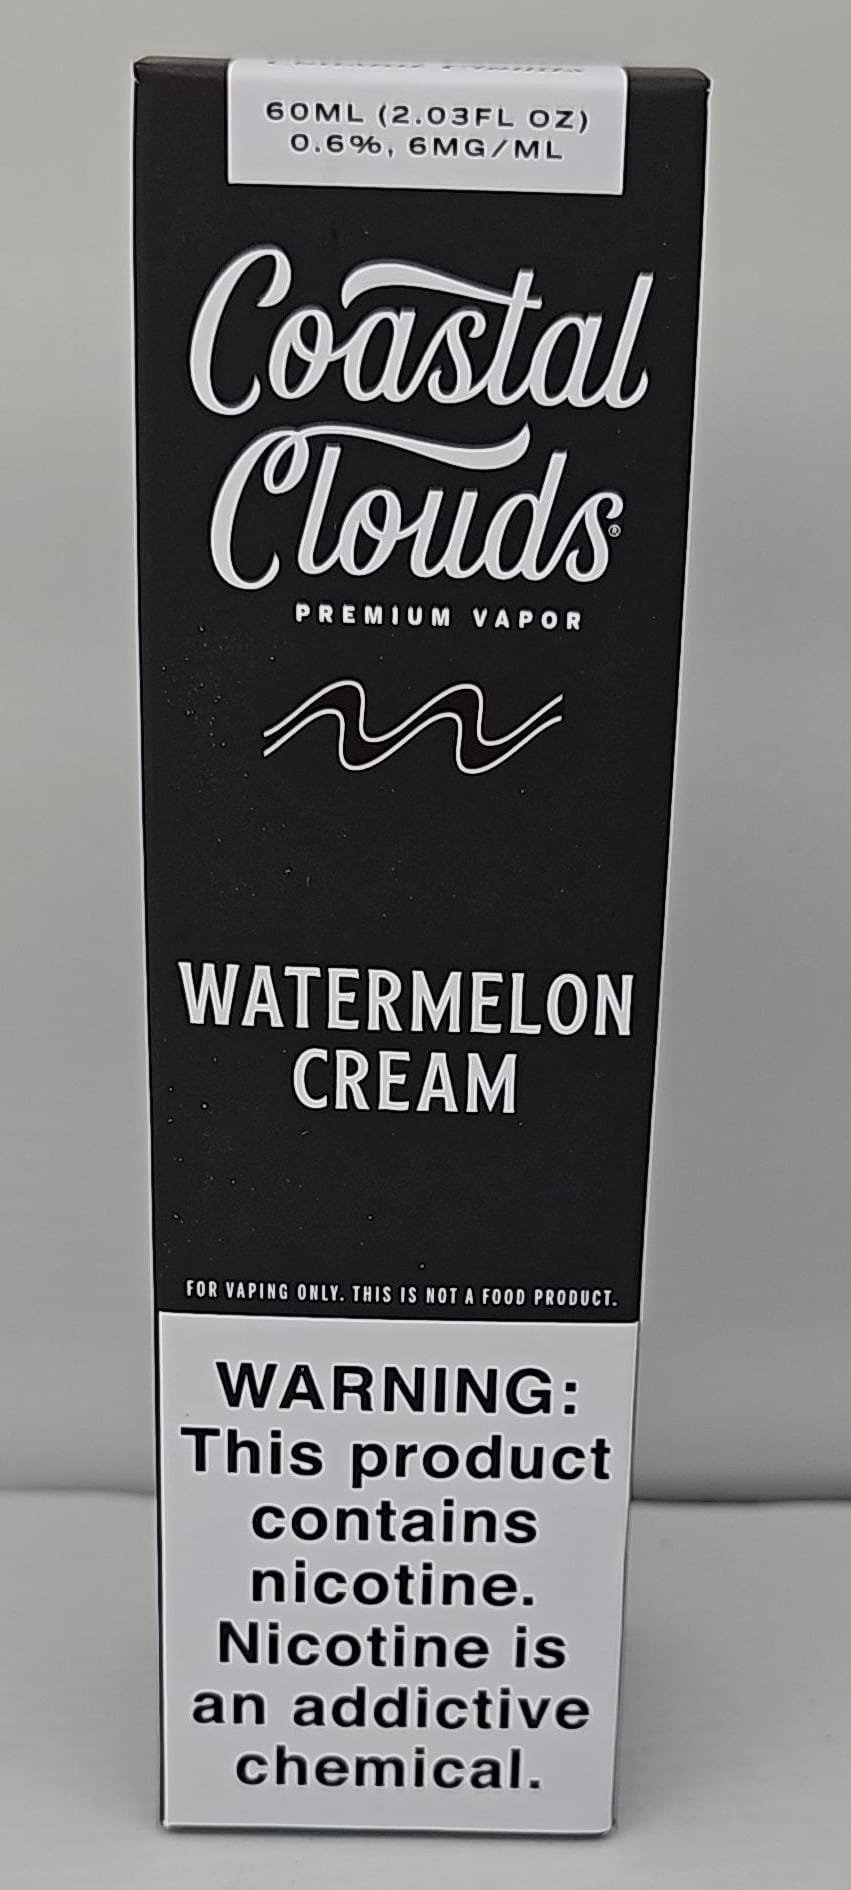 60ML (2.03FL OZ)
0.6%, 6MG/ML
Coastal
Clouds®
PREMIUM VAPOR
WATERMELON
CREAM
FOR VAPING ONLY. THIS IS NOT A FOOD PRODUCT.
WARNING:
This product
contains
nicotine.
Nicotine is
an addictive
chemical.